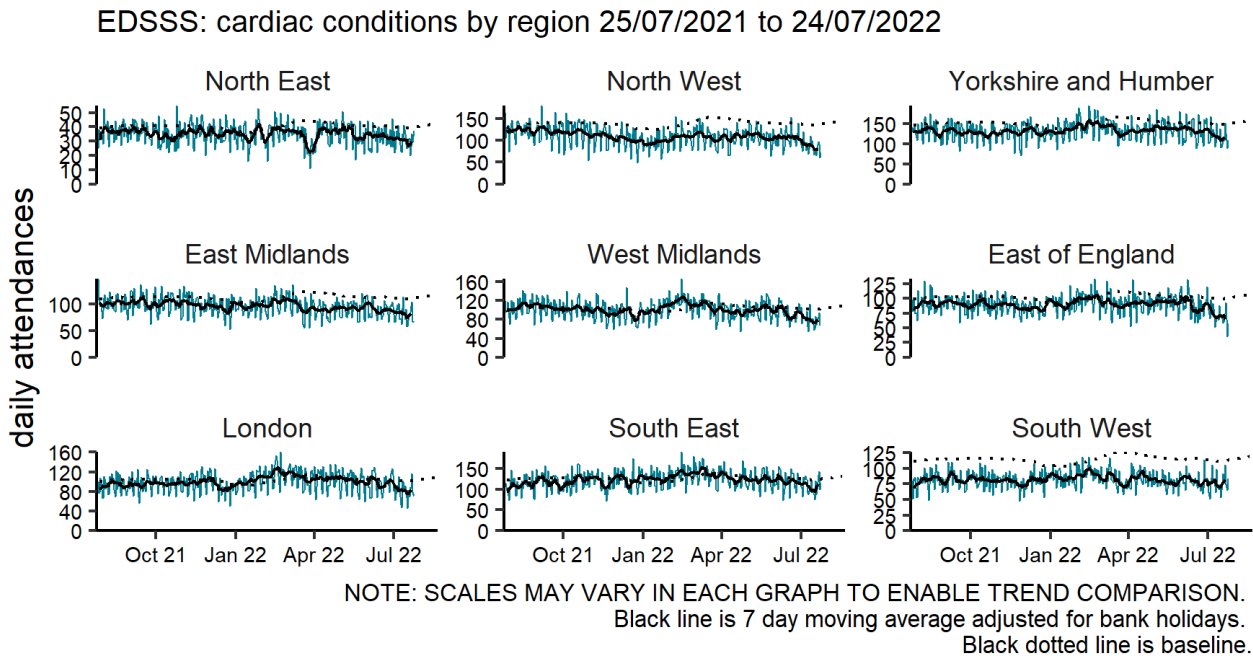 EDSSS: cardiac conditions by region 25/07/2021 to 24/07/2022
North East
North West
Yorkshire and Humber
50
40
30
20
10
0
150
100
50
0
150
100
50
0
daily attendances
East Midlands
West Midlands
East of England
100
50
0
160
120
80
40
0
125
100
75
50
25
0
London
South East
South West
160
120
80
40
0
150
100
50
0
125
100
75
50
25
0
Oct 21 Jan 22 Apr 22 Jul 22
Oct 21 Jan 22 Apr 22 Jul 22
Oct 21 Jan 22 Apr 22 Jul 22
NOTE: SCALES MAY VARY IN EACH GRAPH TO ENABLE TREND COMPARISON.
Black line is 7 day moving average adjusted for bank holidays.
Black dotted line is baseline.